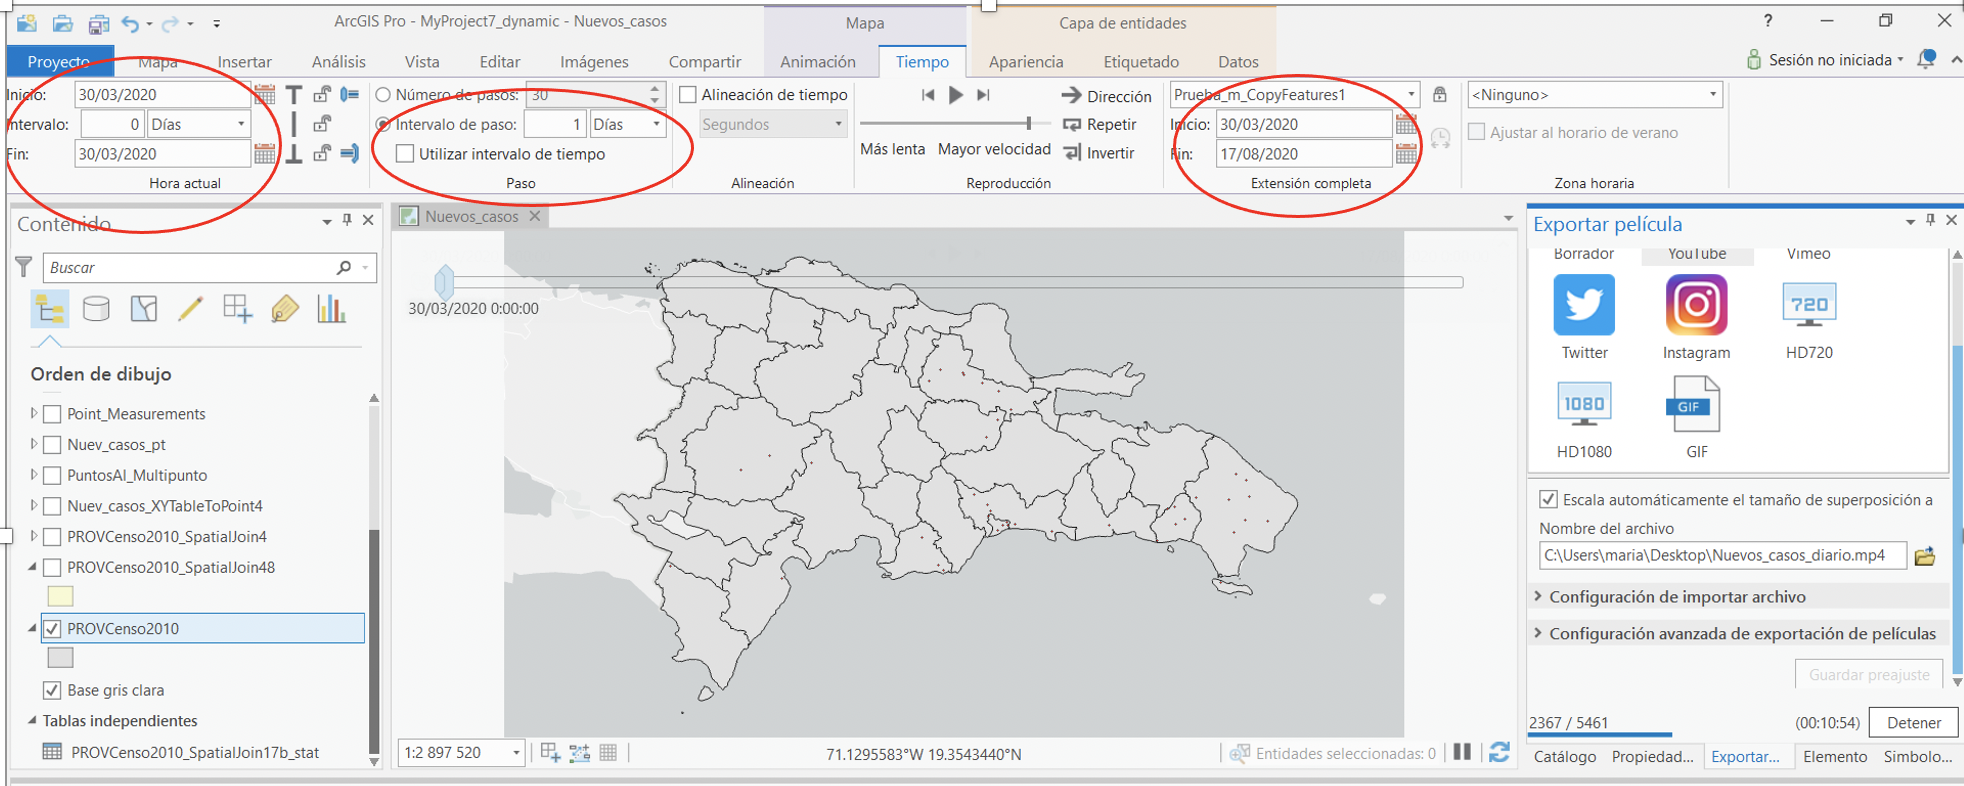 ArcGIS Pro - MyProject7_dynamic - Nuevos_casos
Mapa
Capa de entidades
?
Proyecto
Mapa
Insertar
Análisis
Vista
Editar
Imágenes
Compartir
Animación
Tiempo
Apariencia
Etiquetado
Datos
Sesión no iniciada
Inicio: 30/03/2020
Intervalo: 0 Días
Fin: 30/03/2020
Hora actual
Número de pasos: 30
Intervalo de paso: 1 Días
Utilizar intervalo de tiempo
Paso
Alineación de tiempo
Segundos
Alineación
Más lenta Mayor velocidad
Dirección
Repetir
Invertir
Reproducción
Prueba_m_CopyFeatures1
Inicio: 30/03/2020
Fin: 17/08/2020
Extensión completa
<Ninguno>
Ajustar al horario de verano
Zona horaria
Contenido
Buscar
Orden de dibujo
Point_Measurements
Nuev_casos_pt
PuntosAl_Multipunto
Nuev_casos_XYTableToPoint4
PROVCenso2010_SpatialJoin4
PROVCenso2010_SpatialJoin48
PROVCenso2010
Base gris clara
Tablas independientes
PROVCenso2010_SpatialJoin17b_stat
Nuevos_casos
30/03/2020 0:00:00
1:2 897 520
71.1295583°W 19.3543440°N
Entidades seleccionadas: 0
Exportar película
Borrador YouTube Vimeo
Twitter Instagram 720 HD720
1080 HD1080 GIF GIF
Escala automáticamente el tamaño de superposición a
Nombre del archivo
C:\Users\maria\Desktop\Nuevos_casos_diario.mp4
Configuración de importar archivo
Configuración avanzada de exportación de películas
Guardar preajuste
2367 / 5461 (00:10:54) Detener
Catálogo Propiedad... Exportar... Elemento Simbolo...